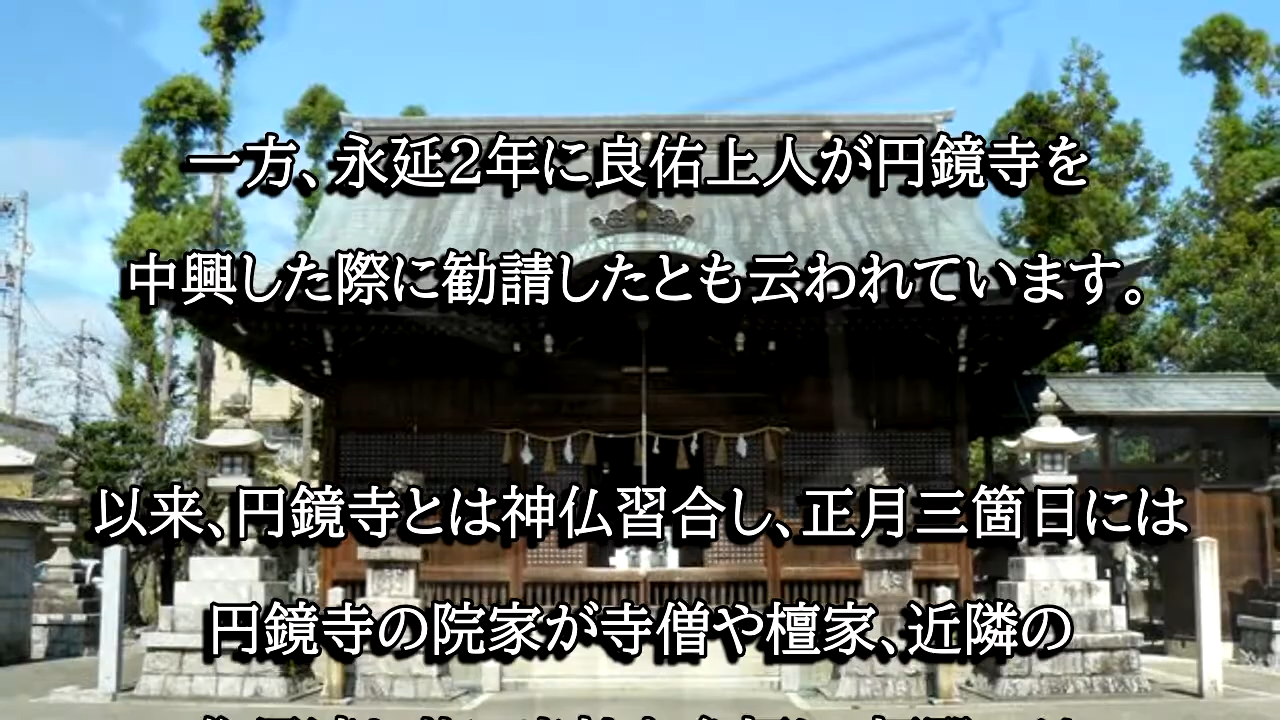 一方、永延2年に良佑上人が円鏡寺を
中興した際に勧請したとも云われています。
以来、円鏡寺とは神仏習合し、正月三箇日には
円鏡寺の院家が寺僧や檀家、近隣の